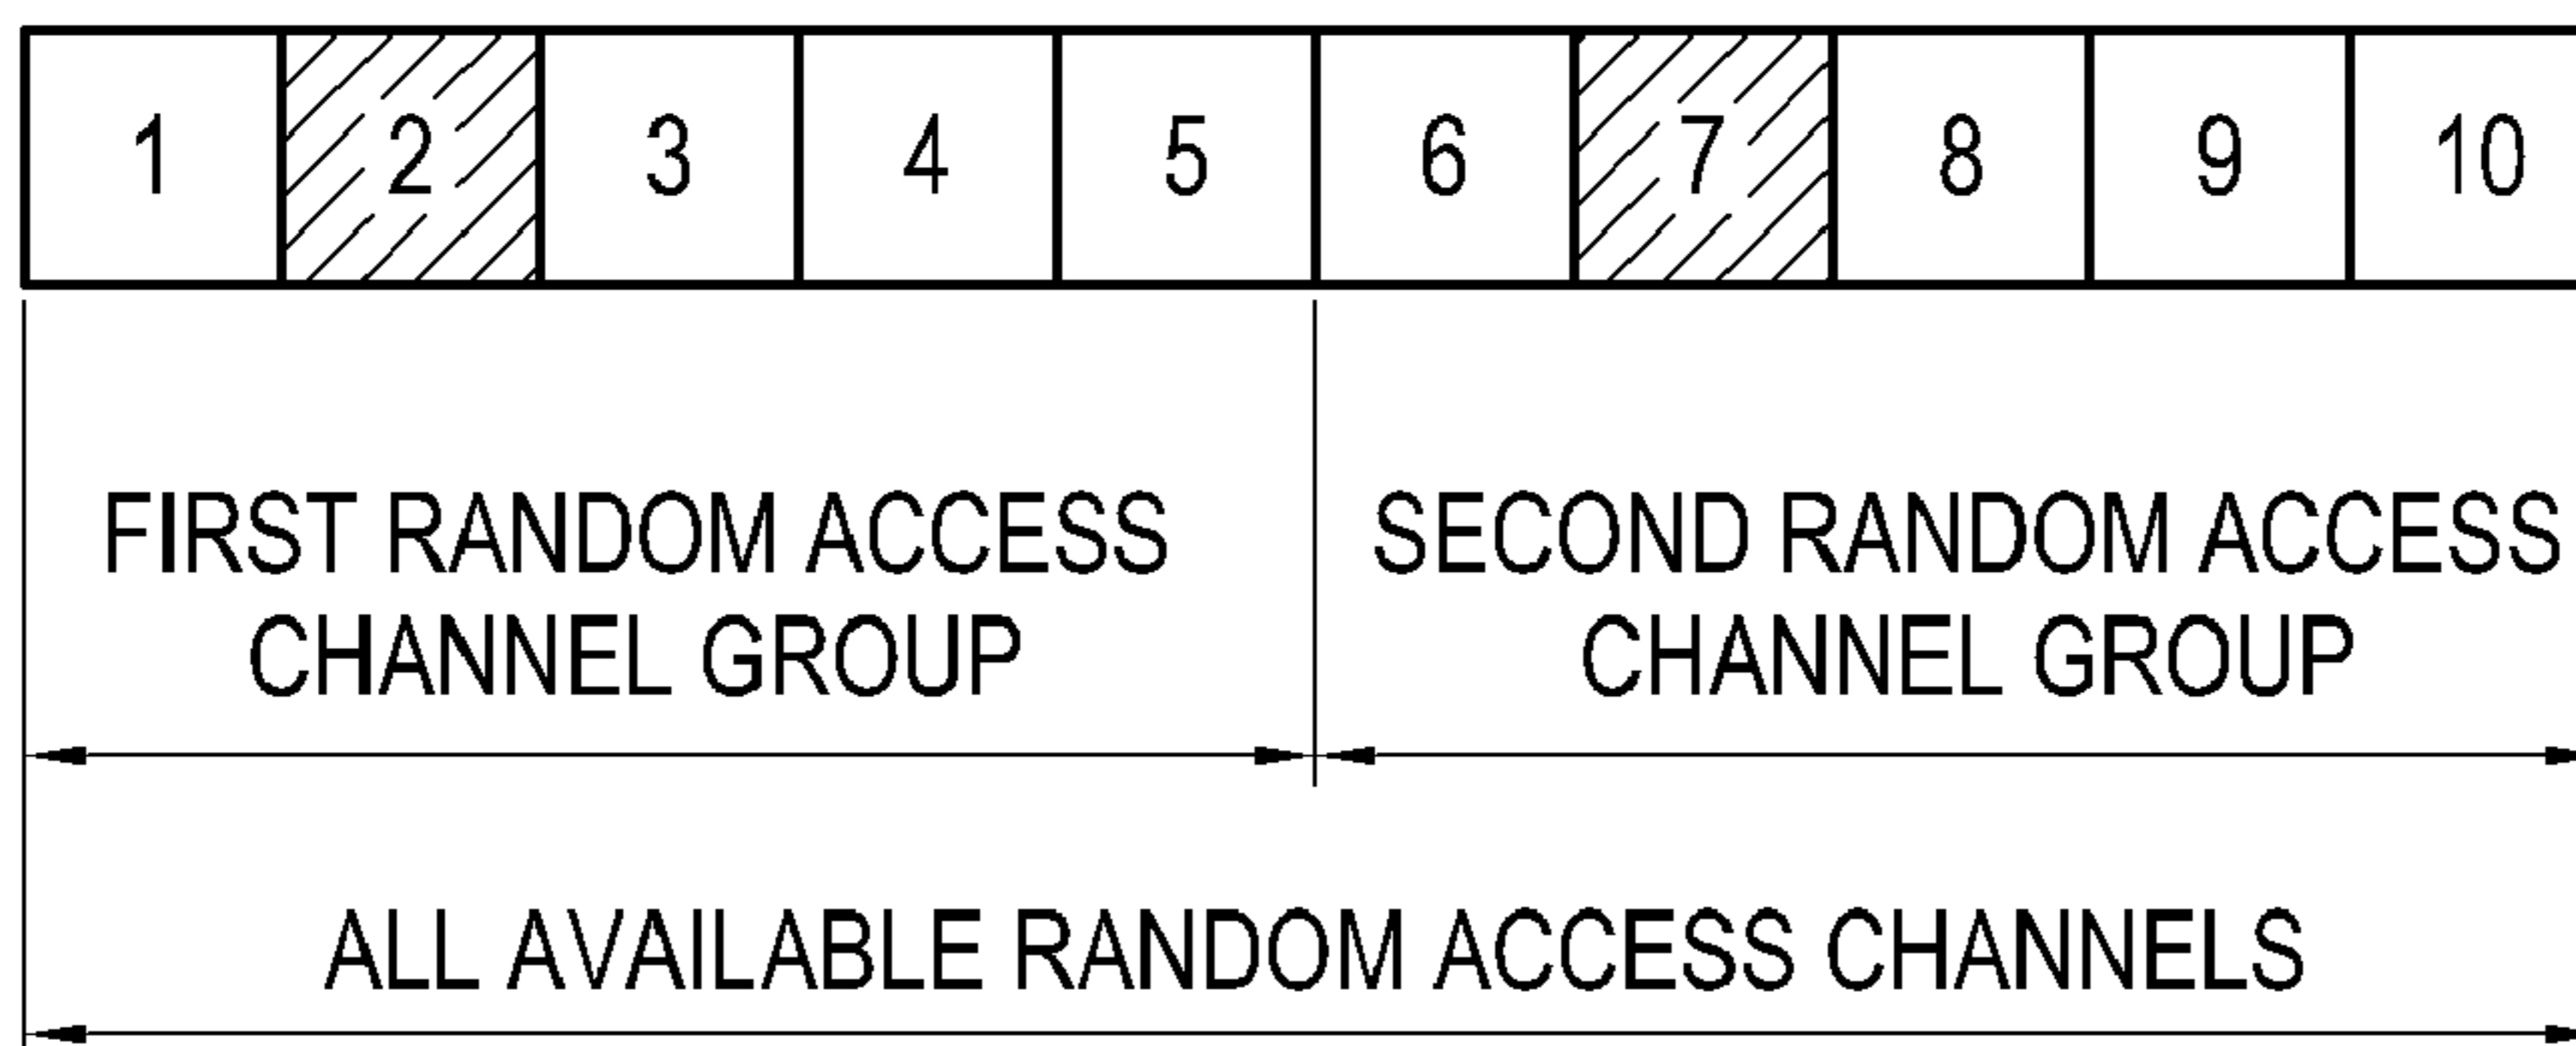 1 2 3 4 5 6 7 8 9 10
FIRST RANDOM ACCESS
CHANNEL GROUP
SECOND RANDOM ACCESS
CHANNEL GROUP
ALL AVAILABLE RANDOM ACCESS CHANNELS